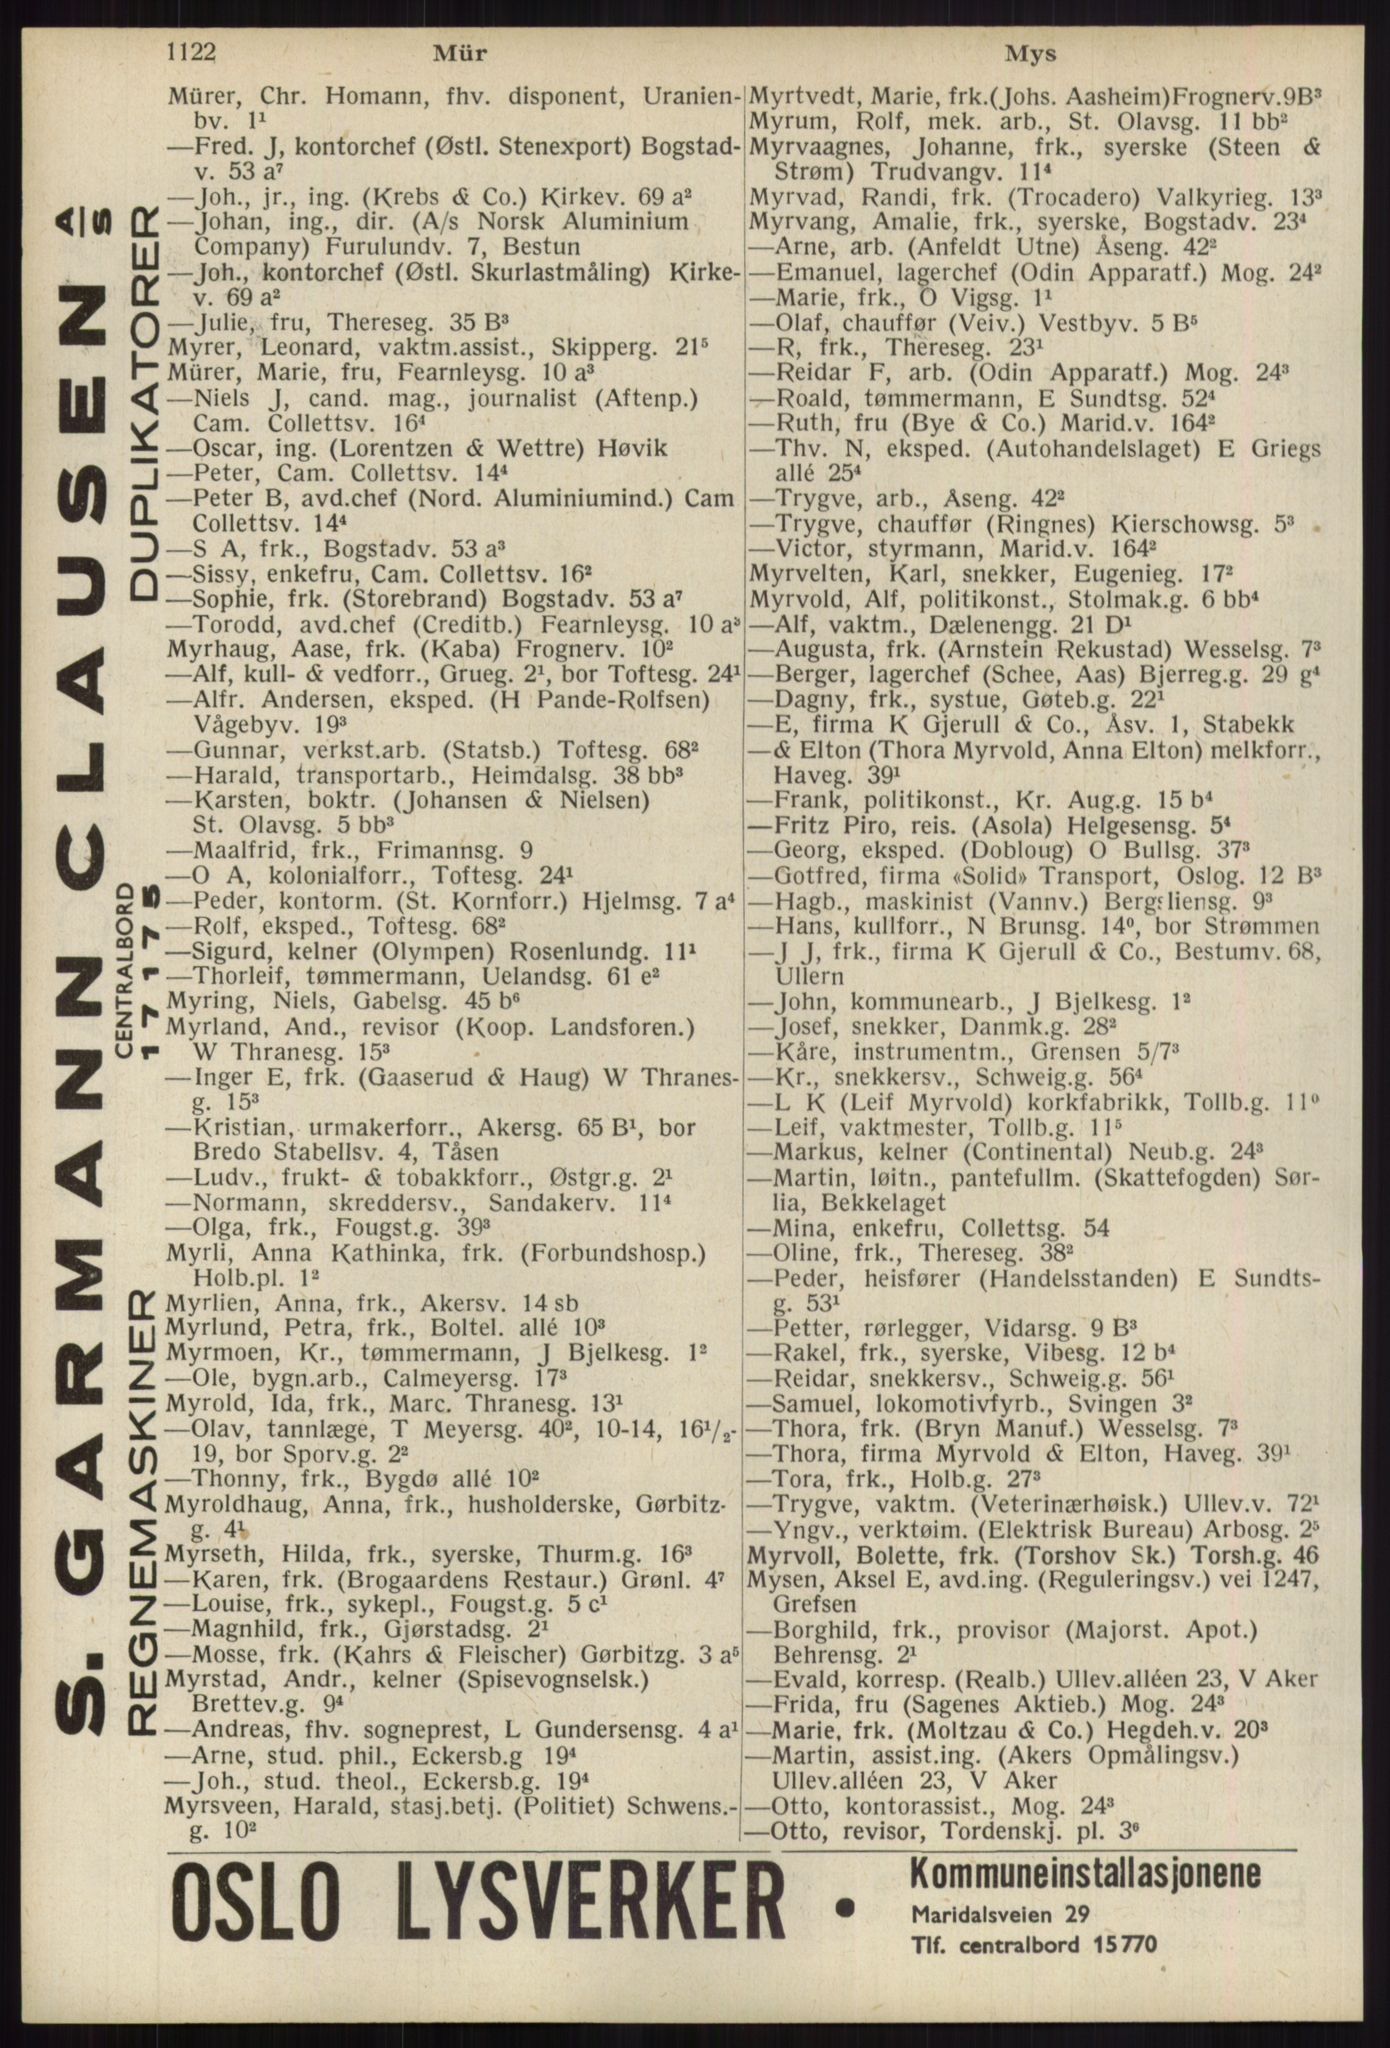 1122
Mür
Mys
Mürer, Chr. Homann, fhv. disponent, Uranien-
bv. 1¹
—Fred. J, kontorchef (Østl. Stenexport) Bogstad-
v. 53 a⁷
—Joh., jr., ing. (Krebs & Co.) Kirkev. 69 a²
—Johan, ing., dir. (A/s Norsk Aluminium
Company) Furulundv. 7, Bestun
—Joh., kontorchef (Østl. Skurlastmåling) Kirke-
v. 69 a²
—Julie, fru, Thereseg. 35 B³
Myrer, Leonard, vaktm.assist., Skipperg. 21⁵
Mürer, Marie, fru, Fearnleysg. 10 a³
—Niels J, cand. mag., journalist (Aftenp.)
Cam. Collettsv. 16⁴
—Oscar, ing. (Lorentzen & Wettre) Høvik
—Peter, Cam. Collettsv. 14⁴
—Peter B, avd.chef (Nord. Aluminiumind.) Cam
Collettsv. 14⁴
—S A, frk., Bogstadv. 53 a³
—Sissy, enkefru, Cam. Collettsv. 16²
—Sophie, frk. (Storebrand) Bogstadv. 53 a⁷
—Torodd, avd.chef (Creditb.) Fearnleysg. 10 a³
Myrhaug, Aase, frk. (Kaba) Frognerv. 10²
—Alf, kull- & vedforr., Grueg. 2¹, bor Toftesg. 24¹
—Alfr. Andersen, eksped. (H Pande-Rolfsen)
Vågebyv. 19³
—Gunnar, verkst.arb. (Statsb.) Toftesg. 68²
—Harald, transportarb., Heimdalsg. 38 bb³
—Karsten, boktr. (Johansen & Nielsen)
St. Olavsg. 5 bb³
—Maalfrid, frk., Frimannsg. 9
—O A, kolonialforr., Toftesg. 24¹
—Peder, kontorm. (St. Kornforr.) Hjelmsg. 7 a⁴
—Rolf, eksped., Toftesg. 68²
—Sigurd, kelner (Olympen) Rosenlundg. 11¹
—Thorleif, tømmermann, Uelandsg. 61 e²
Myring, Niels, Gabelsg. 45 b⁶
Myrland, And., revisor (Koop. Landsforen.)
W Thranesg. 15³
—Inger E, frk. (Gaaserud & Haug) W Thranes-
g. 15³
—Kristian, urmakerforr., Akersg. 65 B¹, bor
Bredo Stabellsv. 4, Tåsen
—Ludv., frukt- & tobakkforr., Østgr.g. 2¹
—Normann, skreddersv., Sandakerv. 11⁴
—Olga, frk., Fougst.g. 39³
Myrli, Anna Kathinka, frk. (Forbundshosp.)
Holb.pl. 1²
Myrlien, Anna, frk., Akersv. 14 sb
Myrlund, Petra, frk., Boltel. allé 10³
Myrmoen, Kr., tømmermann, J Bjelkesg. 1²
—Ole, bygn.arb., Calmeyersg. 17³
Myrold, Ida, frk., Marc. Thranesg. 13¹
—Olav, tannlæge, T Meyersg. 40², 10-14, 16¹/₂-
19, bor Sporv.g. 2²
—Thonny, frk., Bygdø allé 10²
Myroldhaug, Anna, frk., husholderske, Gørbitz-
g. 4¹
Myrseth, Hilda, frk., syerske, Thurm.g. 16³
—Karen, frk. (Brogaardens Restaur.) Grønl. 4⁷
—Louise, frk., sykepl., Fougst.g. 5 c¹
—Magnhild, frk., Gjørstadsg. 2¹
—Mosse, frk. (Kahrs & Fleischer) Gørbitzg. 3 a⁵
Myrstad, Andr., kelner (Spisevognselsk.)
Brettev.g. 9⁴
—Andreas, fhv. sogneprest, L Gundersensg. 4 a¹
—Arne, stud. phil., Eckersb.g 19⁴
—Joh., stud. theol., Eckersb.g. 19⁴
Myrsveen, Harald, stasj.betj. (Politiet) Schwens.-
g. 10²
Myrtvedt, Marie, frk.(Johs. Aasheim)Frognerv.9B³
Myrum, Rolf, mek. arb., St. Olavsg. 11 bb²
Myrvaagnes, Johanne, frk., syerske (Steen &
Strøm) Trudvangv. 11⁴
Myrvad, Randi, frk. (Trocadero) Valkyrieg. 13³
Myrvang, Amalie, frk., syerske, Bogstadv. 23⁴
—Arne, arb. (Anfeldt Utne) Åseng. 42²
—Emanuel, lagerchef (Odin Apparatf.) Mog. 24²
—Marie, frk., O Vigsg. 1¹
—Olaf, chauffør (Veiv.) Vestbyv. 5 B⁵
—R, frk., Thereseg. 23¹
—Reidar F, arb. (Odin Apparatf.) Mog. 24³
—Roald, tømmermann, E Sundtsg. 52⁴
—Ruth, fru (Bye & Co.) Marid.v. 164²
—Thv. N, eksped. (Autohandelslaget) E Griegs
allé 25⁴
—Trygve, arb., Åseng. 42²
—Trygve, chauffør (Ringnes) Kierschowsg. 5³
—Victor, styrmann, Marid.v. 164²
Myrvelten, Karl, snekker, Eugenieg. 17²
Myrvold, Alf, politikonst., Stolmak.g. 6 bb⁴
—Alf, vaktm., Dælenengg. 21 D¹
—Augusta, frk. (Arnstein Rekustad) Wesselsg. 7³
—Berger, lagerchef (Schee, Aas) Bjerreg.g. 29 g⁴
—Dagny, frk., systue, Gøteb.g. 22¹
—E, firma K Gjerull & Co., Åsv. 1, Stabekk
—& Elton (Thora Myrvold, Anna Elton) melkforr.,
Haveg. 39¹
—Frank, politikonst., Kr. Aug.g. 15 b⁴
—Fritz Piro, reis. (Asola) Helgesensg. 5⁴
—Georg, eksped. (Dobloug) O Bullsg. 37³
—Gotfred, firma «Solid» Transport, Oslog. 12 B³
—Hagb., maskinist (Vannv.) Bergsliensg. 9³
—Hans, kullforr., N Brunsg. 14⁰, bor Strømmen
—J J, frk., firma K Gjerull & Co., Bestumv. 68,
Ullern
—John, kommunearb., J Bjelkesg. 1²
—Josef, snekker, Danmk.g. 28²
—Kåre, instrumentm., Grensen 5/7³
—Kr., snekkersv., Schweig.g. 56⁴
—L K (Leif Myrvold) korkfabrikk, Tollb.g. 11⁰
—Leif, vaktmester, Tollb.g. 11⁵
—Markus, kelner (Continental) Neub.g. 24³
—Martin, løitn., pantefullm. (Skattefogden) Sør-
lia, Bekkelaget
—Mina, enkefru, Collettsg. 54
—Oline, frk., Thereseg. 38²
—Peder, heisfører (Handelsstanden) E Sundts-
g. 53¹
—Petter, rørlegger, Vidarsg. 9 B³
—Rakel, frk., syerske, Vibesg. 12 b⁴
—Reidar, snekkersv., Schweig.g. 56¹
—Samuel, lokomotivfyrb., Svingen 3²
—Thora, frk. (Bryn Manuf.) Wesselsg. 7³
—Thora, firma Myrvold & Elton, Haveg. 39¹
—Tora, frk., Holb.g. 27³
—Trygve, vaktm. (Veterinærhøisk.) Ullev.v. 72¹
—Yngv., verktøim. (Elektrisk Bureau) Arbosg. 2⁵
Myrvoll, Bolette, frk. (Torshov Sk.) Torsh.g. 46
Mysen, Aksel E, avd.ing. (Reguleringsv.) vei 1247,
Grefsen
—Borghild, frk., provisor (Majorst. Apot.)
Behrensg. 2¹
—Evald, korresp. (Realb.) Ullev.alléen 23, V Aker
—Frida, fru (Sagenes Aktieb.) Mog. 24³
—Marie, frk. (Moltzau & Co.) Hegdeh.v. 20³
—Martin, assist.ing. (Akers Opmålingsv.)
Ullev.alléen 23, V Aker
—Otto, kontorassist., Mog. 24³
—Otto, revisor, Tordenskj. pl. 3⁶
S. GARMANN CLAUSEN A/S
REGNEMASKINER
CENTRALBORD
17175
DUPLIKATORER
OSLO LYSVERKER •
Kommuneinstallasjonene
Maridalsveien 29
Tlf. centralbord 15770